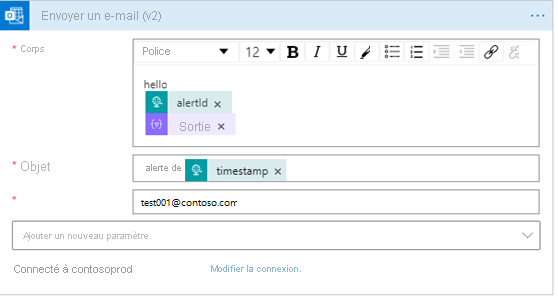 Envoyer un e-mail (v2)
* Corps
Police 12 B I U
hello
alertId ×
{v} Sortie ×
* Objet
alerte de timestamp ×
*
test001@contoso.com
Ajouter un nouveau paramètre
Connecté à contosoprod Modifier la connexion.